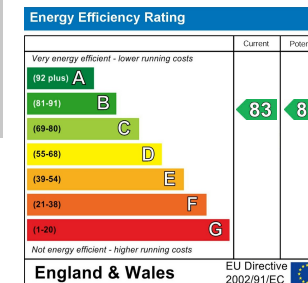 Energy Efficiency Rating
Current
Very energy efficient - lower running costs
(92 plus) A
(81-91) B
83
(69-80) C
(55-68) D
(39-54) E
(21-38) F
(1-20) G
Not energy efficient - higher running costs
England & Wales
EU Directive
2002/91/EC